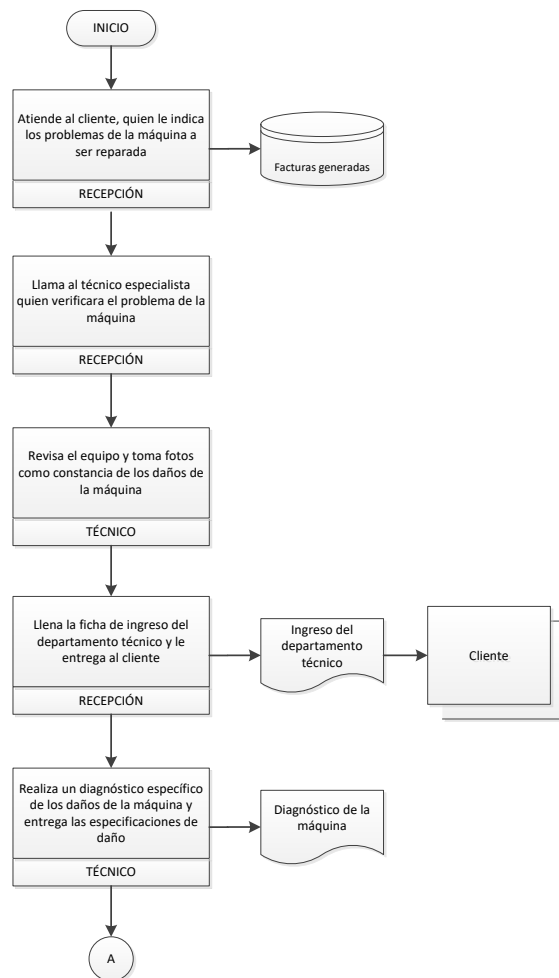 INICIO
Atiende al cliente, quien le indica
los problemas de la máquina a
ser reparada
RECEPCIÓN
Facturas generadas
Llama al técnico especialista
quien verificara el problema de la
máquina
RECEPCIÓN
Revisa el equipo y toma fotos
como constancia de los daños de
la máquina
TÉCNICO
Llena la ficha de ingreso del
departamento técnico y le
entrega al cliente
RECEPCIÓN
Ingreso del
departamento
técnico
Cliente
Realiza un diagnóstico específico
de los daños de la máquina y
entrega las especificaciones de
daño
TÉCNICO
Diagnóstico de la
máquina
A